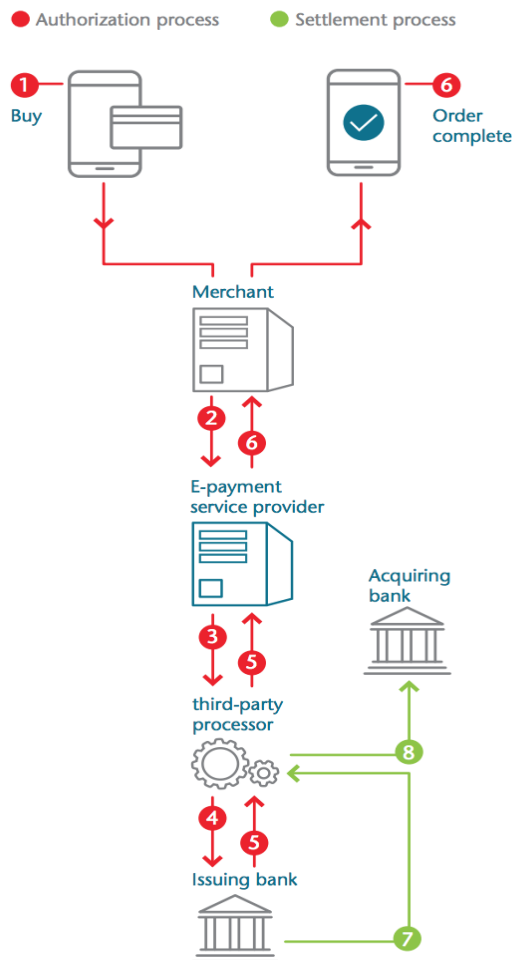 Authorization process
Settlement process
1
Buy
6
Order
complete
Merchant
2
6
E-payment
service provider
3
5
Acquiring
bank
third-party
processor
8
4
5
Issuing bank
7